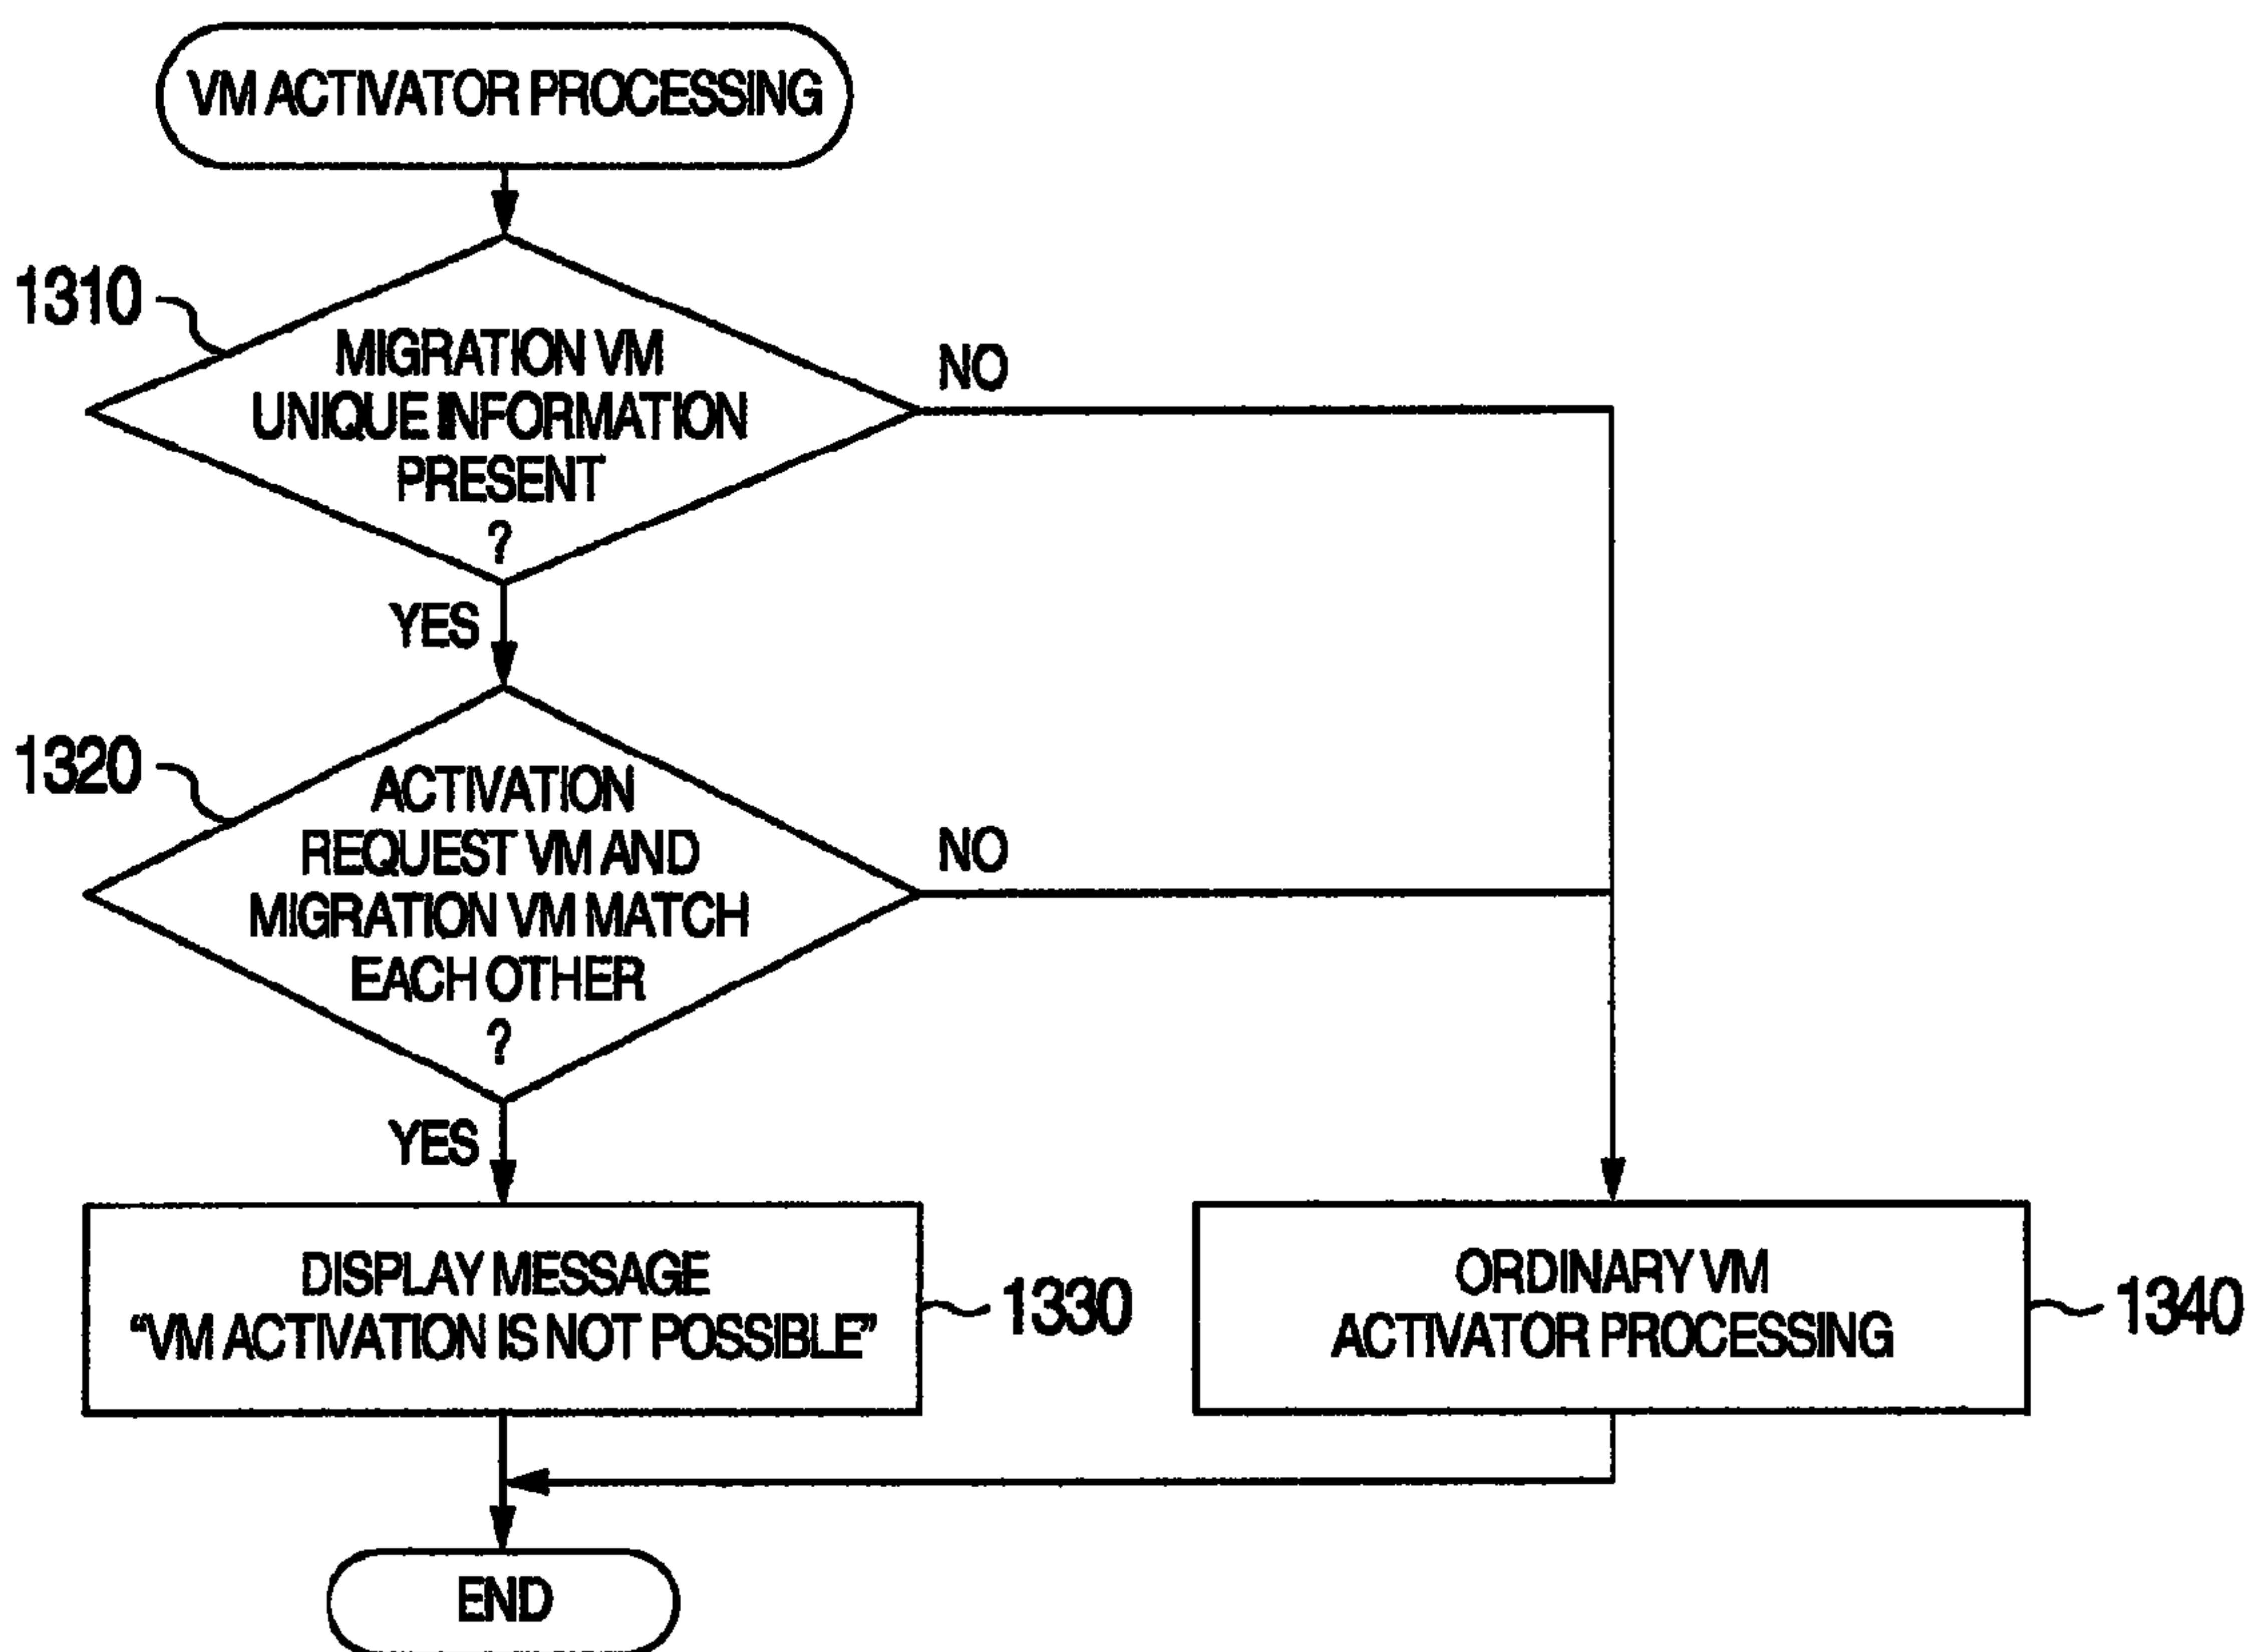 VM ACTIVATOR PROCESSING
1310
MIGRATION VM
UNIQUE INFORMATION
PRESENT
?
NO
YES
1320
ACTIVATION
REQUEST VM AND
MIGRATION VM MATCH
EACH OTHER
?
NO
YES
DISPLAY MESSAGE
“VM ACTIVATION IS NOT POSSIBLE”
1330
ORDINARY VM
ACTIVATOR PROCESSING
1340
END